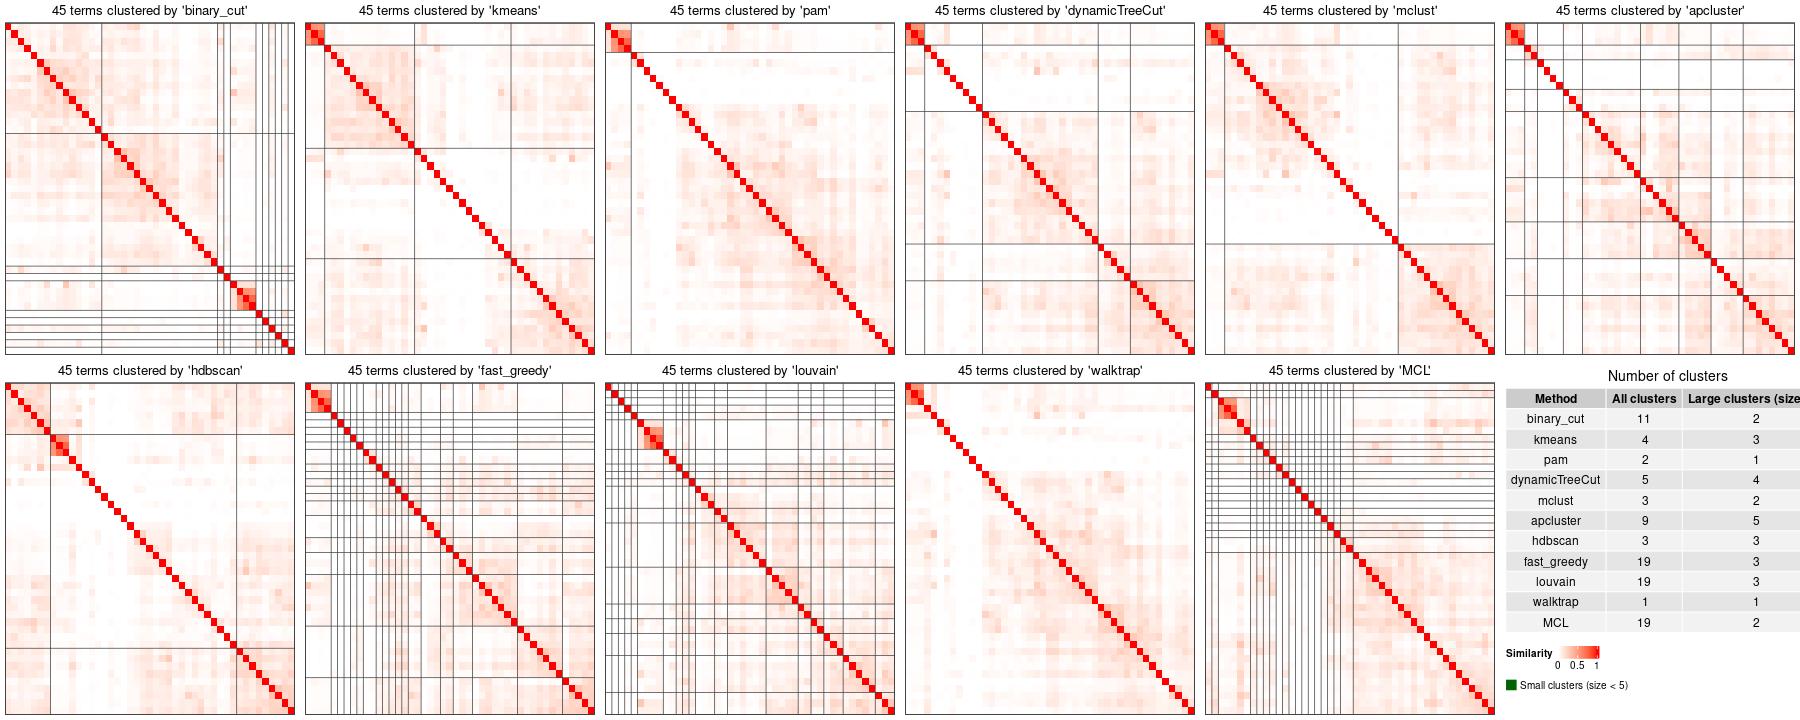 45 terms clustered by 'binary_cut'
45 terms clustered by 'kmeans'
45 terms clustered by 'pam'
45 terms clustered by 'dynamicTreeCut'
45 terms clustered by 'mclust'
45 terms clustered by 'apcluster'
45 terms clustered by 'hdbscan'
45 terms clustered by 'fast_greedy'
45 terms clustered by 'louvain'
45 terms clustered by 'walktrap'
45 terms clustered by 'MCL'
Number of clusters
Method All clusters Large clusters (size
binary_cut 11 2
kmeans 4 3
pam 2 1
dynamicTreeCut 5 4
mclust 3 2
apcluster 9 5
hdbscan 3 3
fast_greedy 19 3
louvain 19 3
walktrap 1 1
MCL 19 2
Similarity
0 0.5 1
Small clusters (size < 5)